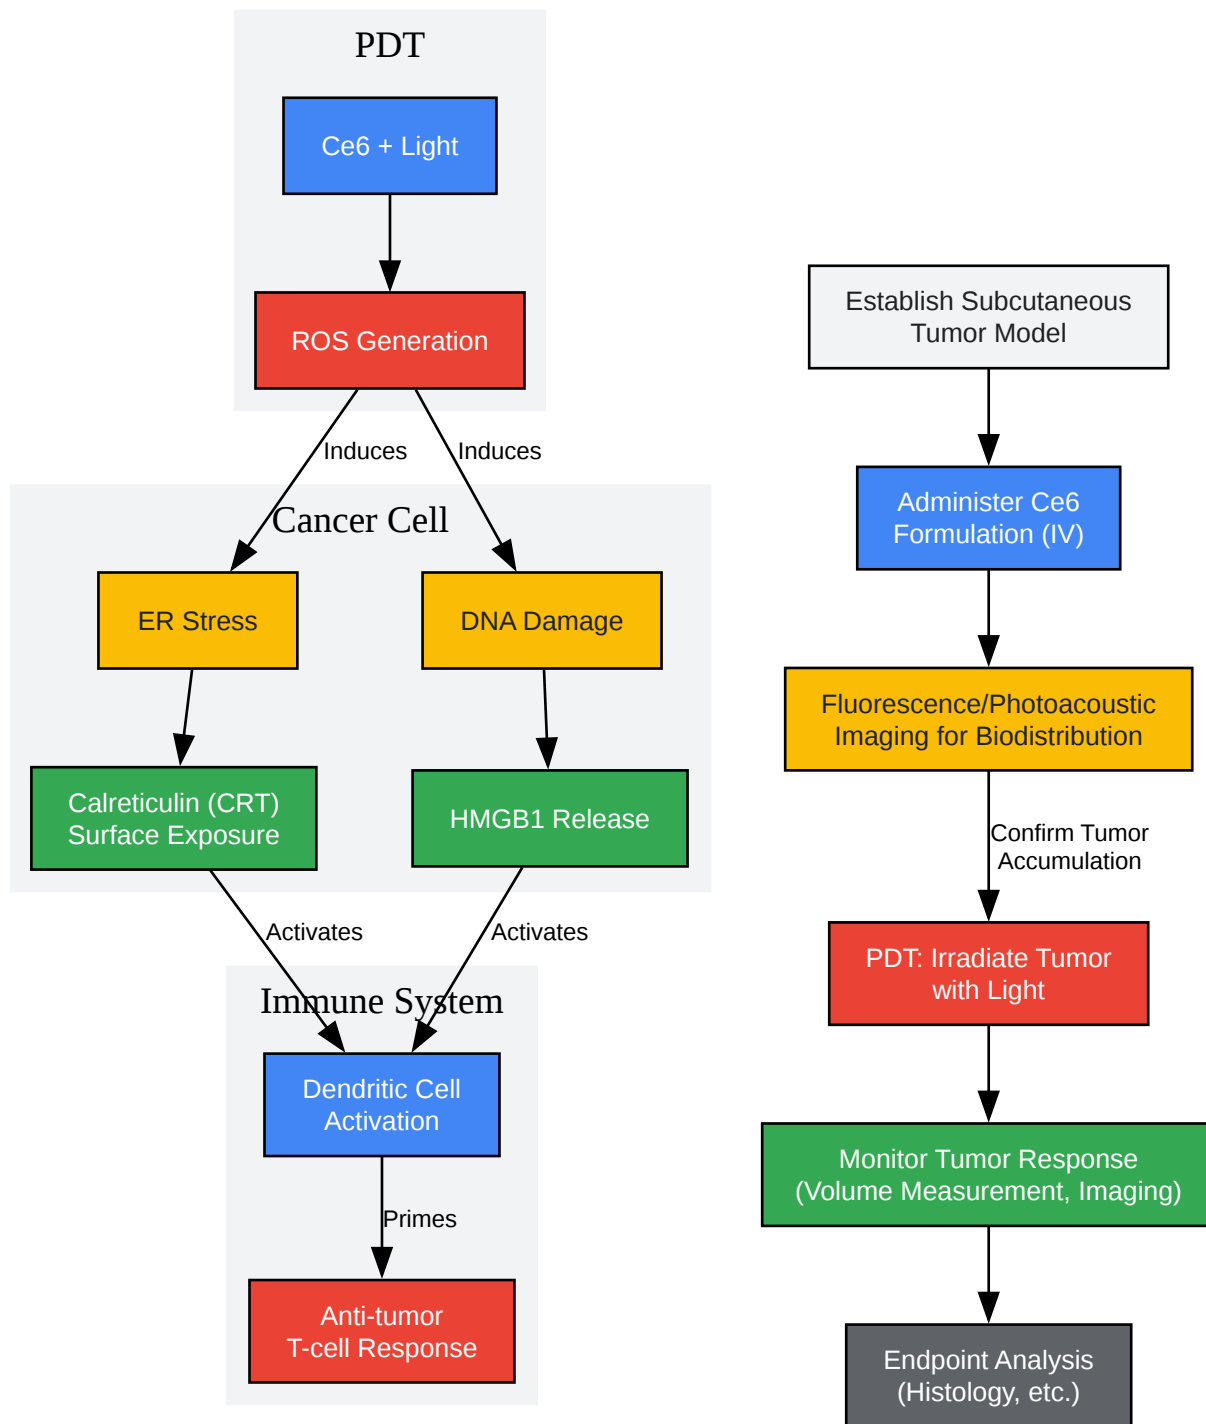 PDT
Ce6 + Light
ROS Generation
Induces
Induces
Cancer Cell
ER Stress
DNA Damage
Calreticulin (CRT)
Surface Exposure
HMGB1 Release
Activates
Activates
Immune System
Dendritic Cell
Activation
Primes
Anti-tumor
T-cell Response
Establish Subcutaneous
Tumor Model
Administer Ce6
Formulation (IV)
Fluorescence/Photoacoustic
Imaging for Biodistribution
Confirm Tumor
Accumulation
PDT: Irradiate Tumor
with Light
Monitor Tumor Response
(Volume Measurement, Imaging)
Endpoint Analysis
(Histology, etc.)